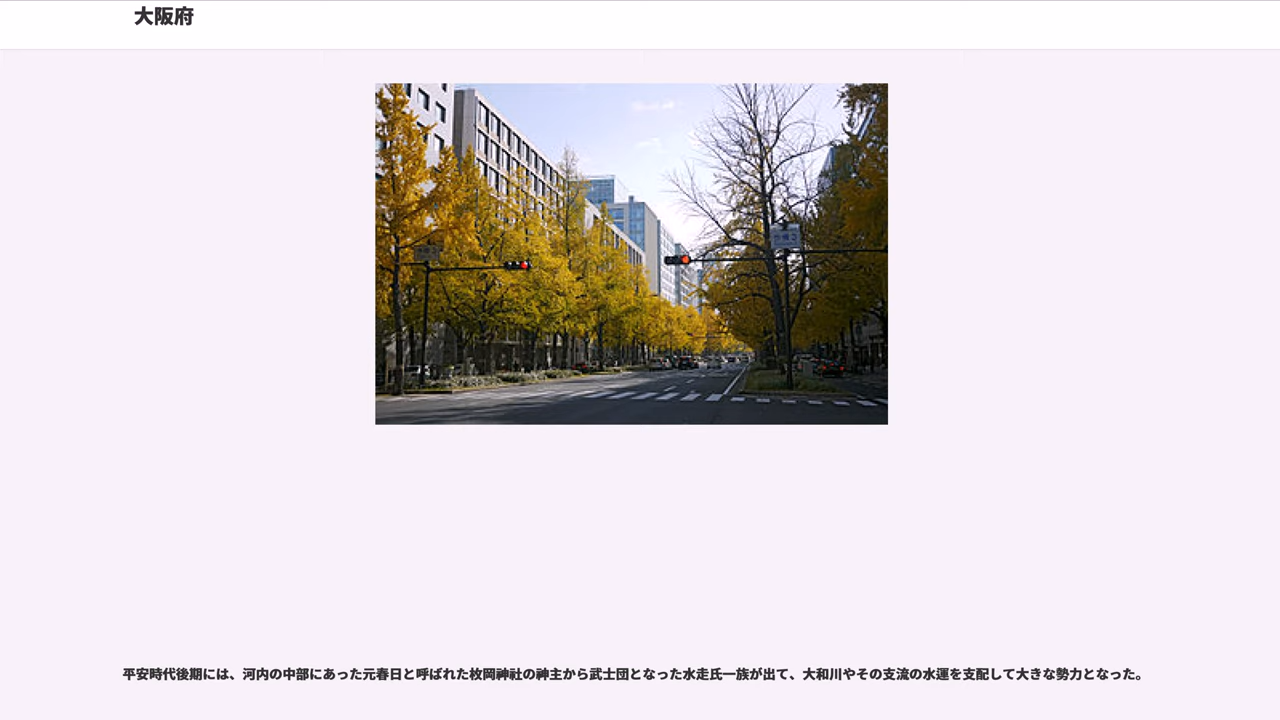 大阪府
平安時代後期には、河内の中部にあった元春日と呼ばれた枚岡神社の神主から武士団となった水走氏一族が出て、大和川やその支流の水運を支配して大きな勢力となった。